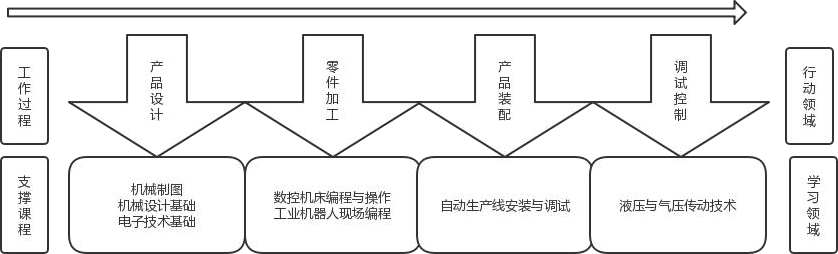 工作过程
产品设计
零件加工
产品装配
调试控制
行动领域
支撑课程
机械制图
机械设计基础
电子技术基础
数控机床编程与操作
工业机器人现场编程
自动生产线安装与调试
液压与气压传动技术
学习领域